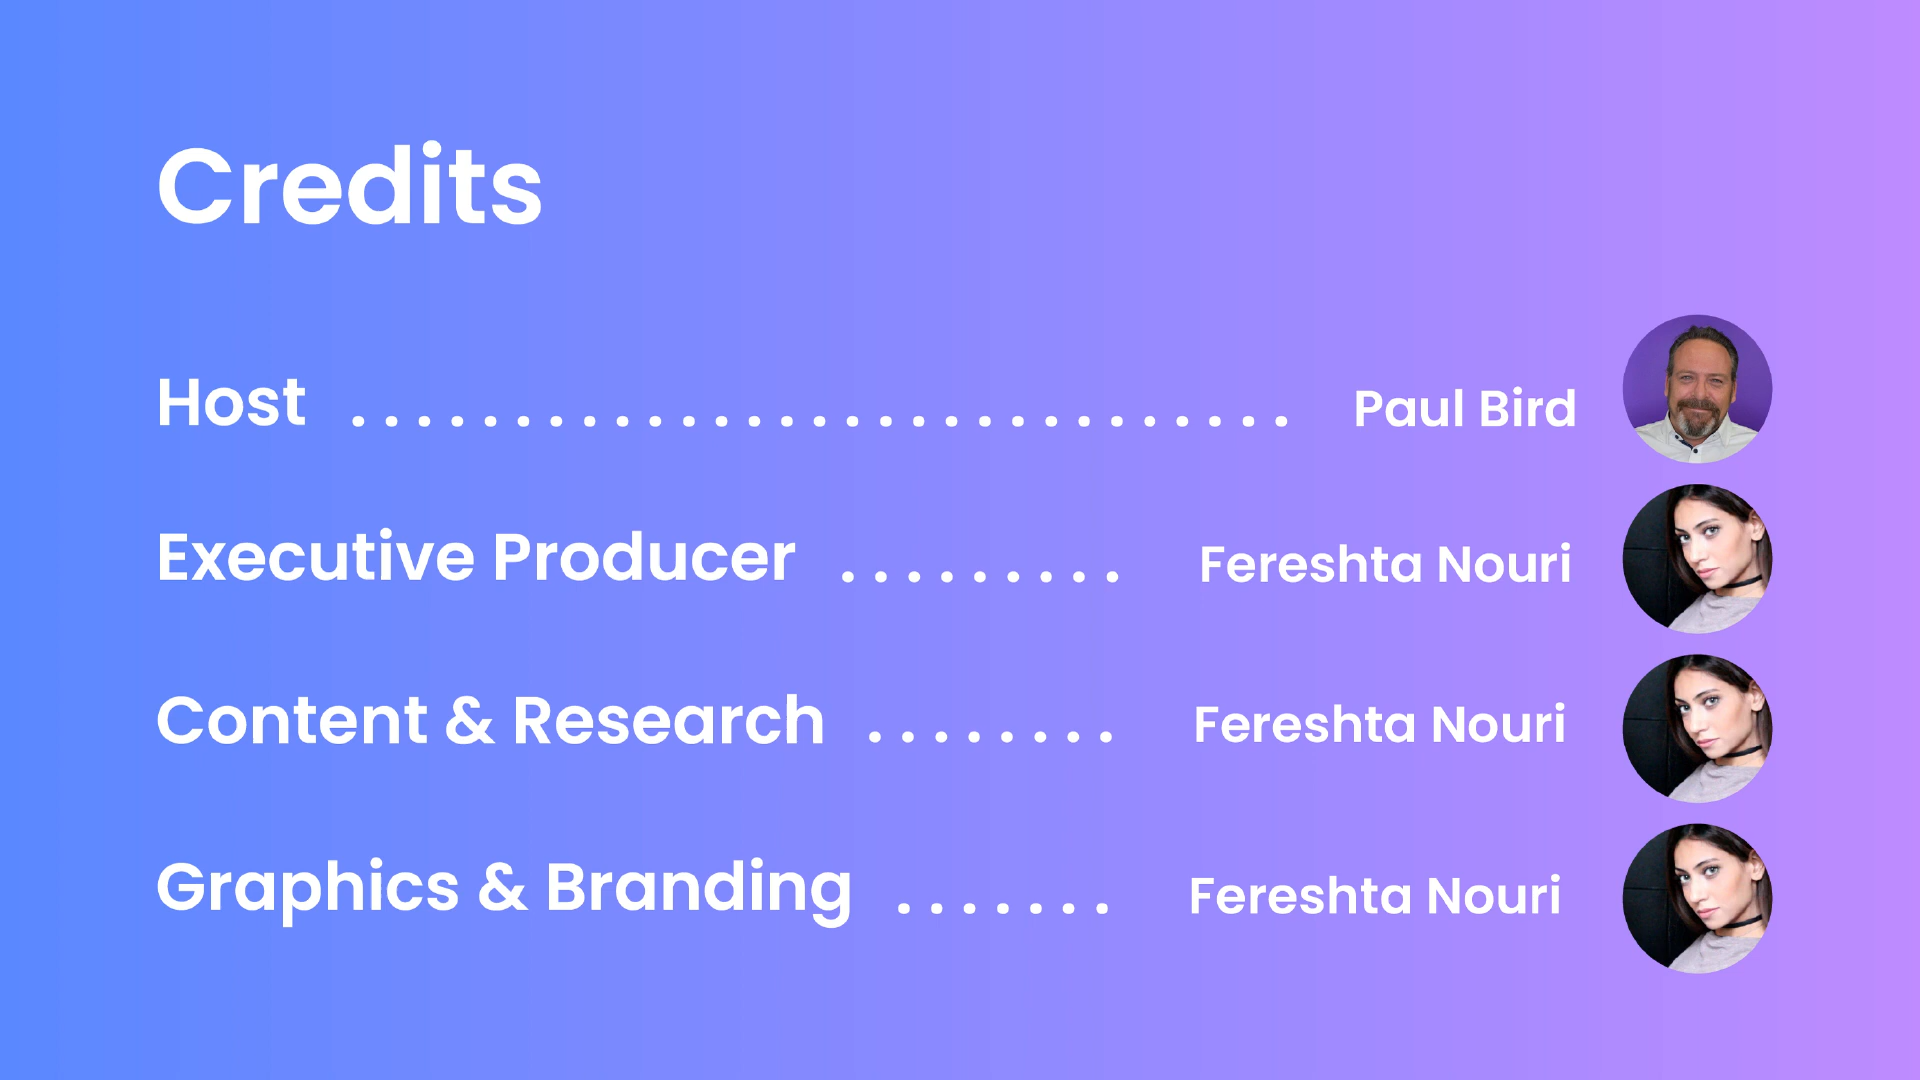 Credits
Host . . . . . . . . . . . . . . . . . . . . . . . . . . . . . Paul Bird
Executive Producer . . . . . . . . . Fereshta Nouri
Content & Research . . . . . . . . Fereshta Nouri
Graphics & Branding . . . . . . . Fereshta Nouri